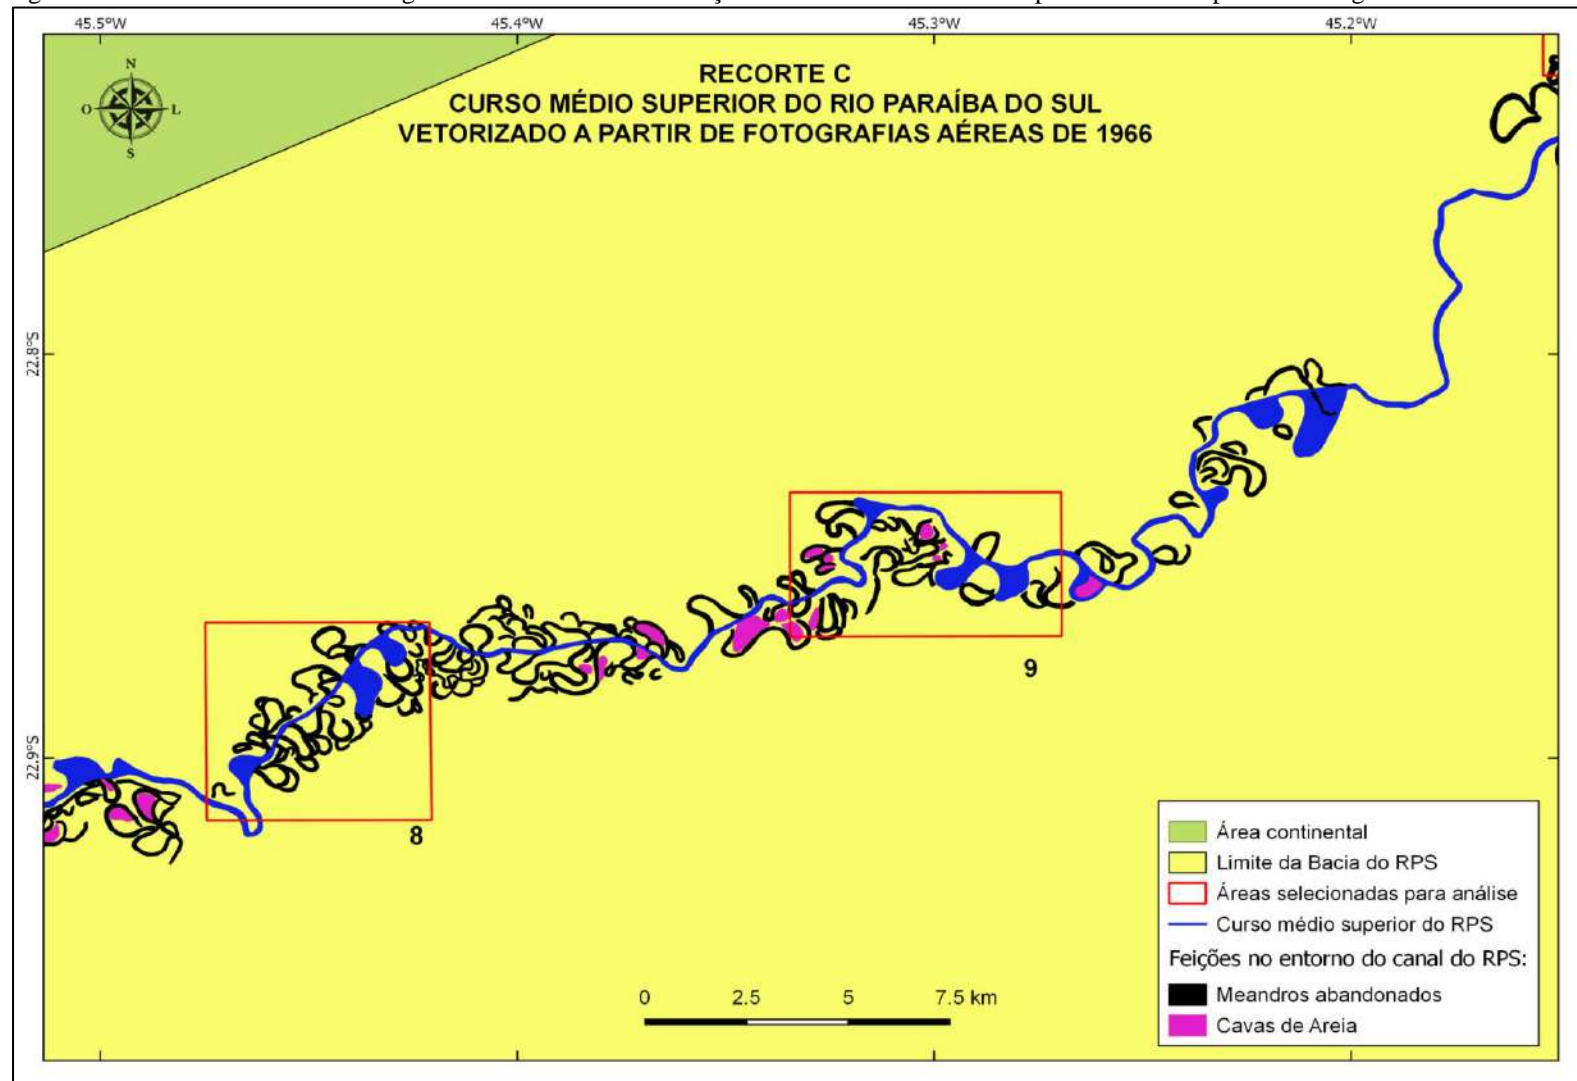 45.5°W 45.4°W 45.3°W 45.2°W
N
O L
S
RECORTE C
CURSO MÉDIO SUPERIOR DO RIO PARAÍBA DO SUL
VETORIZADO A PARTIR DE FOTOGRAFIAS AÉREAS DE 1966
22.8°S
22.9°S
9
8
Área continental
Limite da Bacia do RPS
Áreas selecionadas para análise
Curso médio superior do RPS
Feições no entorno do canal do RPS:
Meandros abandonados
Cavas de Areia
0 2.5 5 7.5 km